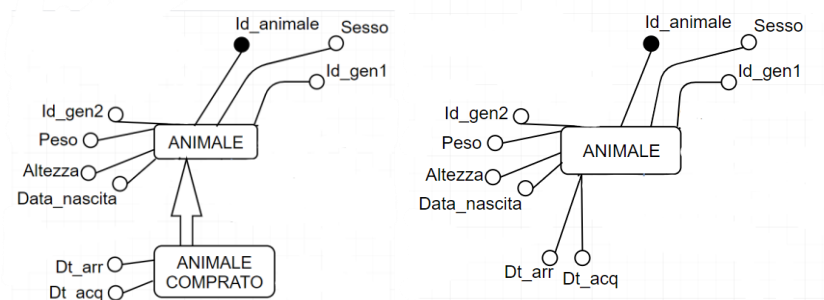 Id_animale
Sesso
Id_gen1
Id_gen2
Peso
ANIMALE
Altezza
Data_nascita
Dt_arr
ANIMALE
COMPRATO
Dt_acq
Id_animale
Sesso
Id_gen1
Id_gen2
Peso
ANIMALE
Altezza
Data_nascita
Dt_arr
Dt_acq